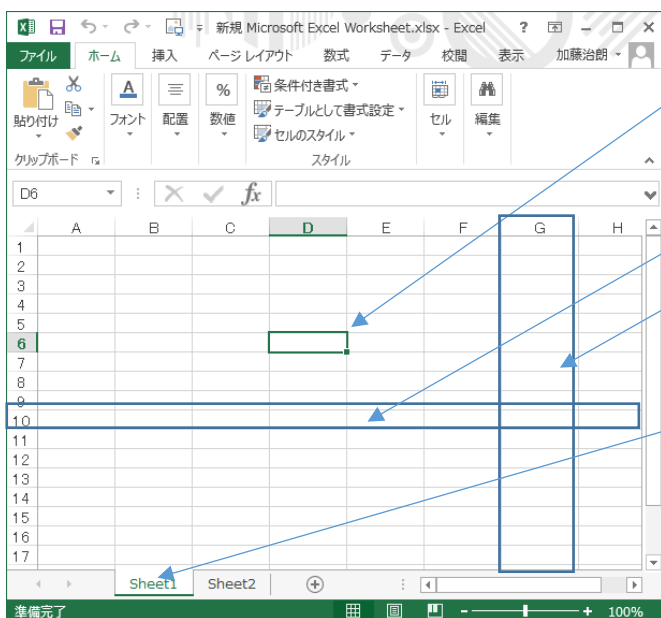 新規 Microsoft Excel Worksheet.xlsx - Excel
ファイル ホーム 挿入 ページ レイアウト 数式 データ 校閲 表示 加藤治朗
貼り付け
A フォント
配置
% 数値
条件付き書式
テーブルとして書式設定
セルのスタイル
セル
編集
クリップボード スタイル
D6 fx
A B C D E F G H
1
2
3
4
5
6
7
8
9
10
11
12
13
14
15
16
17
Sheet1 Sheet2
準備完了 100%